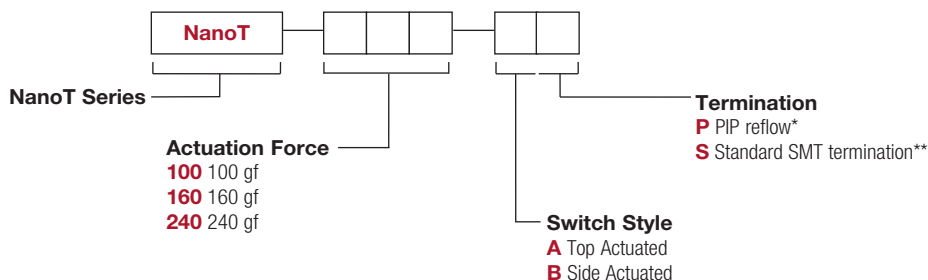 NanoT
NanoT Series
Actuation Force
100 100 gf
160 160 gf
240 240 gf
Switch Style
A Top Actuated
B Side Actuated
Termination
P PIP reflow*
S Standard SMT termination**